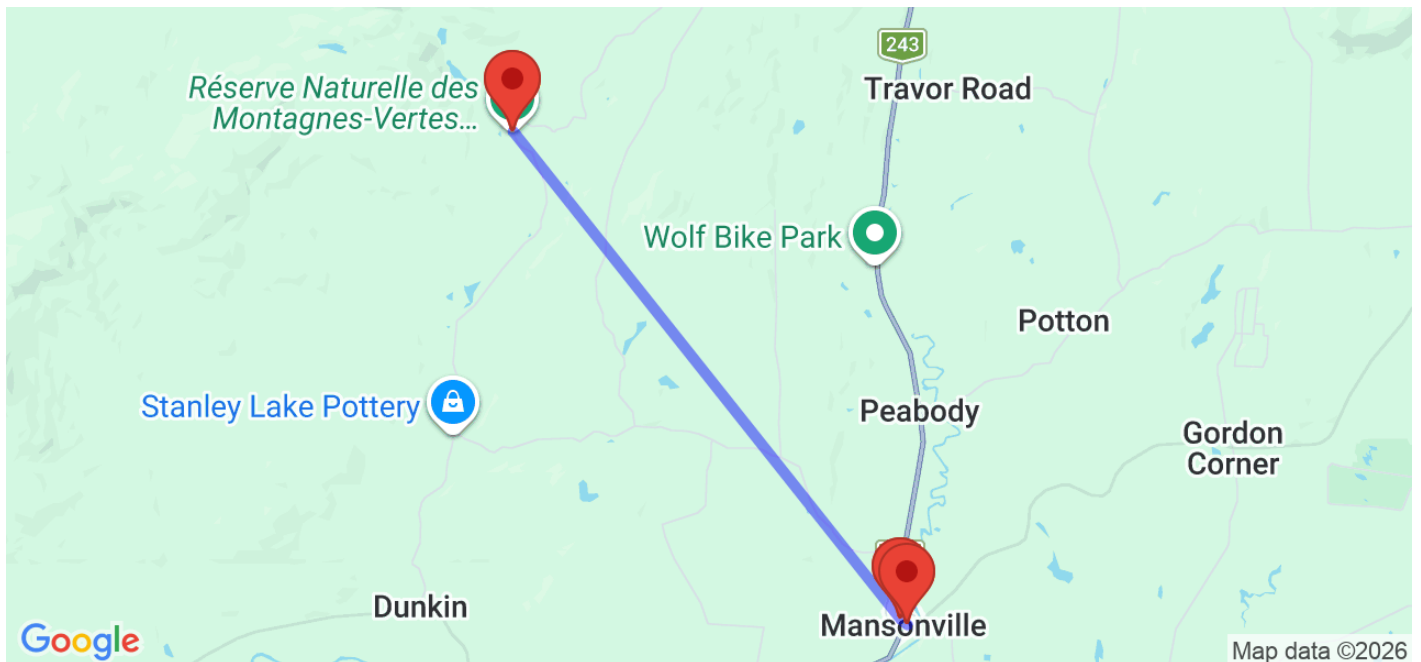 243
Travor Road
Réserve Naturelle des
Montagnes-Vertes...
Wolf Bike Park
Potton
Stanley Lake Pottery
Peabody
Gordon
Corner
Dunkin
Mansonville
Google
Map data ©2026